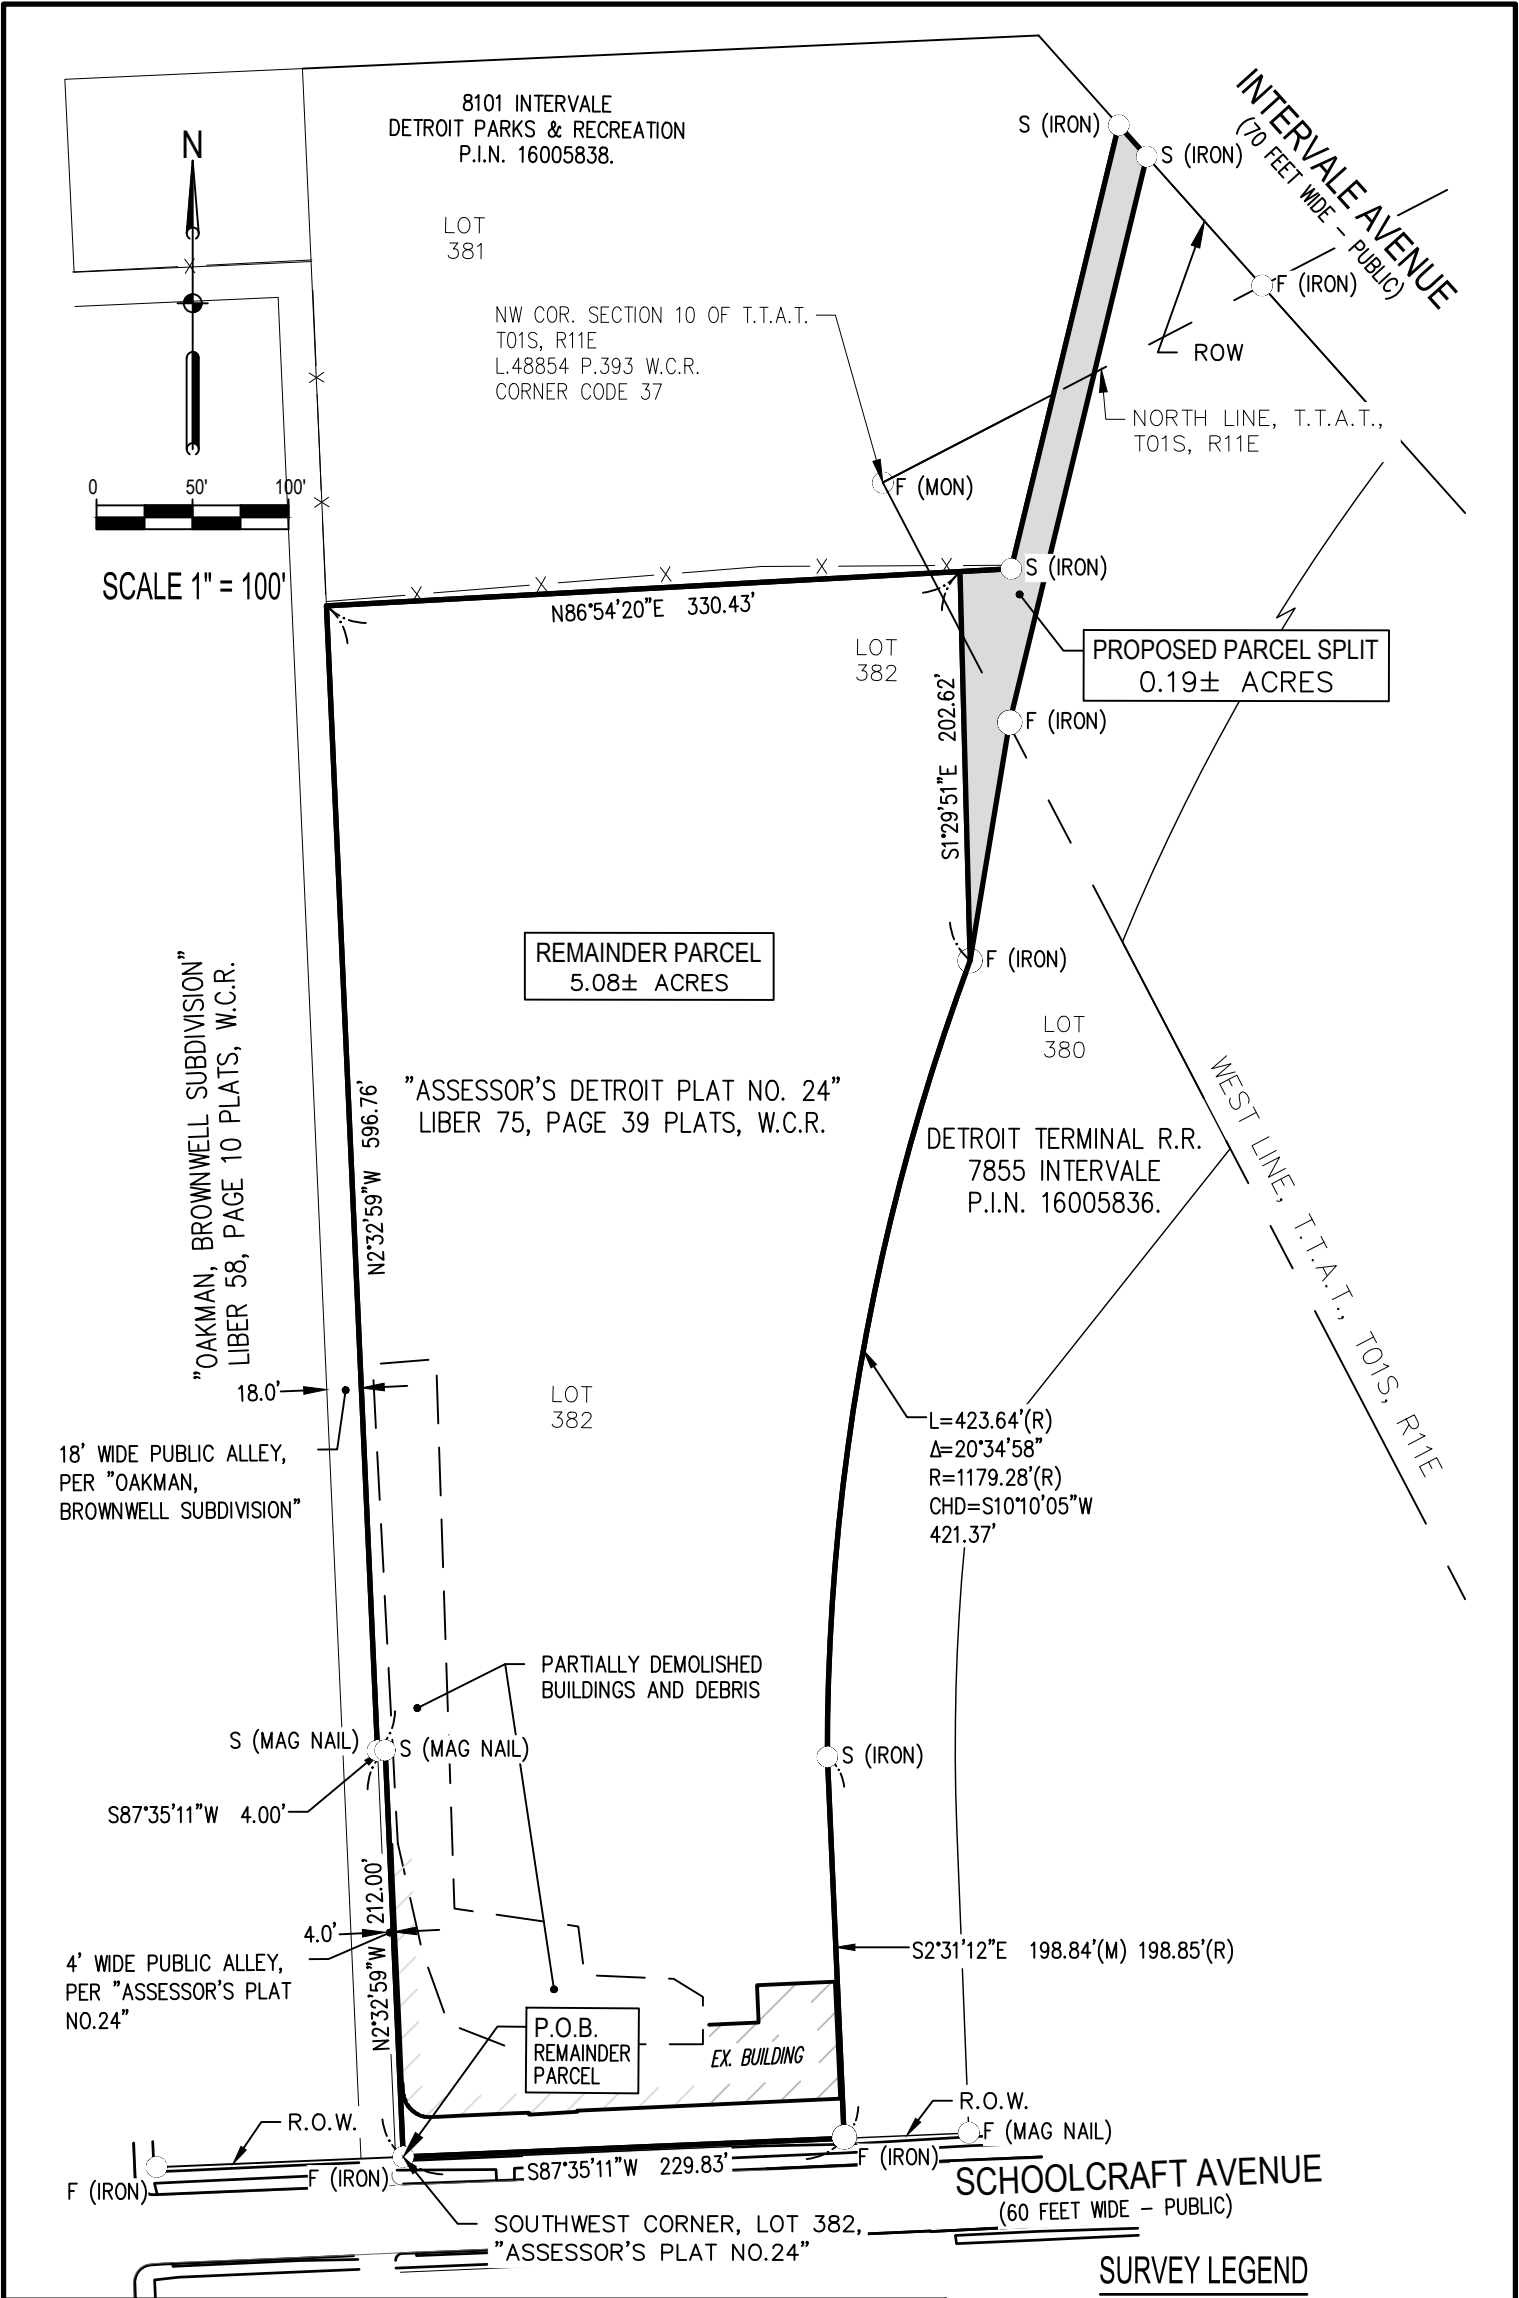 8101 INTERVALE
DETROIT PARKS & RECREATION
P.I.N. 16005838.
INTERVALE AVENUE
(70 FEET WIDE – PUBLIC)
S (IRON)
S (IRON)
N
LOT
381
F (IRON)
NW COR. SECTION 10 OF T.T.A.T.
T01S, R11E
L.48854 P.393 W.C.R.
CORNER CODE 37
ROW
NORTH LINE, T.T.A.T.,
T01S, R11E
F (MON)
0 50' 100'
SCALE 1" = 100'
S (IRON)
N86°54'20"E 330.43'
LOT
382
PROPOSED PARCEL SPLIT
0.19± ACRES
S1°29'51"E 202.62'
F (IRON)
REMAINDER PARCEL
5.08± ACRES
F (IRON)
LOT
380
"OAKMAN, BROWNWELL SUBDIVISION"
LIBER 58, PAGE 10 PLATS, W.C.R.
N2°32'59"W 596.76'
"ASSESSOR'S DETROIT PLAT NO. 24"
LIBER 75, PAGE 39 PLATS, W.C.R.
DETROIT TERMINAL R.R.
7855 INTERVALE
P.I.N. 16005836.
WEST LINE, T.T.A.T., T01S, R11E
18.0'
LOT
382
18' WIDE PUBLIC ALLEY,
PER "OAKMAN,
BROWNWELL SUBDIVISION"
L=423.64'(R)
Δ=20°34'58"
R=1179.28'(R)
CHD=S10°10'05"W
421.37'
PARTIALLY DEMOLISHED
BUILDINGS AND DEBRIS
S (MAG NAIL)
S (MAG NAIL)
S (IRON)
S87°35'11"W 4.00'
N2°32'59"W 212.00'
4.0'
4' WIDE PUBLIC ALLEY,
PER "ASSESSOR'S PLAT
NO.24"
S2°31'12"E 198.84'(M) 198.85'(R)
P.O.B.
REMAINDER
PARCEL
EX. BUILDING
R.O.W.
R.O.W.
F (MAG NAIL)
F (IRON)
F (IRON)
S87°35'11"W 229.83'
F (IRON)
SCHOOLCRAFT AVENUE
(60 FEET WIDE – PUBLIC)
SOUTHWEST CORNER, LOT 382,
"ASSESSOR'S PLAT NO.24"
SURVEY LEGEND